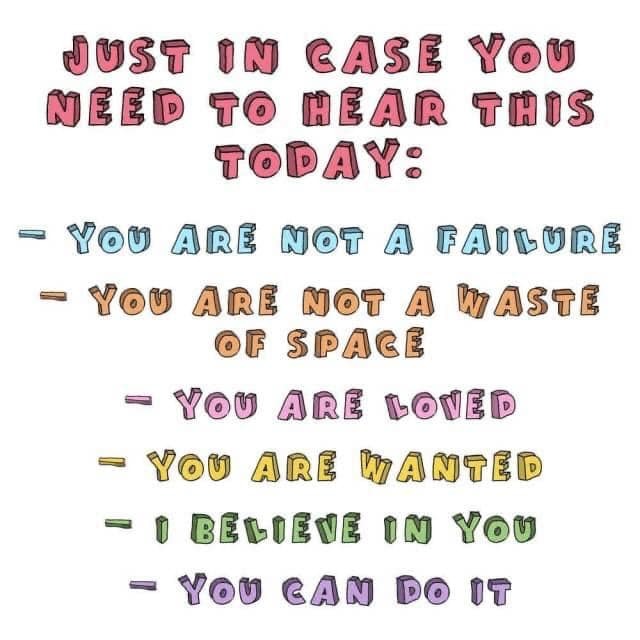 JUST IN CASE YOU
NEED TO HEAR THIS
TODAY:
- YOU ARE NOT A FAILURE
- YOU ARE NOT A WASTE
OF SPACE
- YOU ARE LOVED
- YOU ARE WANTED
- I BELIEVE IN YOU
- YOU CAN DO IT